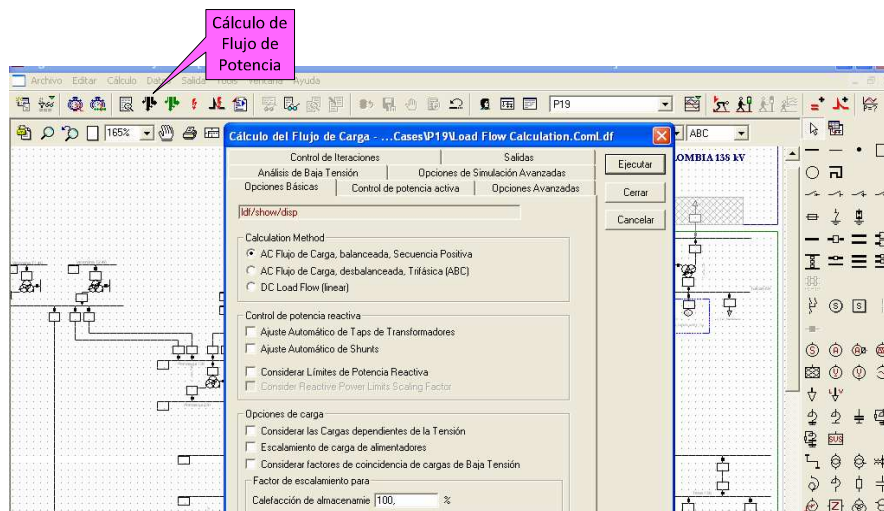 Cálculo de
Flujo de
Potencia
Archivo Editar Cálculo Datos Salida Tools Ventana Ayuda
P19
165%
ABC
Cálculo del Flujo de Carga - ...Cases\P19\Load Flow Calculation.ComLdf
Control de Iteraciones Salidas
Análisis de Baja Tensión Opciones de Simulación Avanzadas
Opciones Básicas Control de potencia activa Opciones Avanzadas
Ejecutar
Cerrar
Cancelar
OMBIA 138 kV
ldf/show/disp
Calculation Method
AC Flujo de Carga, balanceada, Secuencia Positiva
AC Flujo de Carga, desbalanceada, Trifásica (ABC)
DC Load Flow (linear)
Control de potencia reactiva
Ajuste Automático de Taps de Transformadores
Ajuste Automático de Shunts
Considerar Límites de Potencia Reactiva
Consider Reactive Power Limits Scaling Factor
Opciones de carga
Considerar las Cargas dependientes de la Tensión
Escalamiento de carga de alimentadores
Considerar factores de coincidencia de cargas de Baja Tensión
Factor de escalamiento para
Calefacción de almacenamie 100, %
SVS